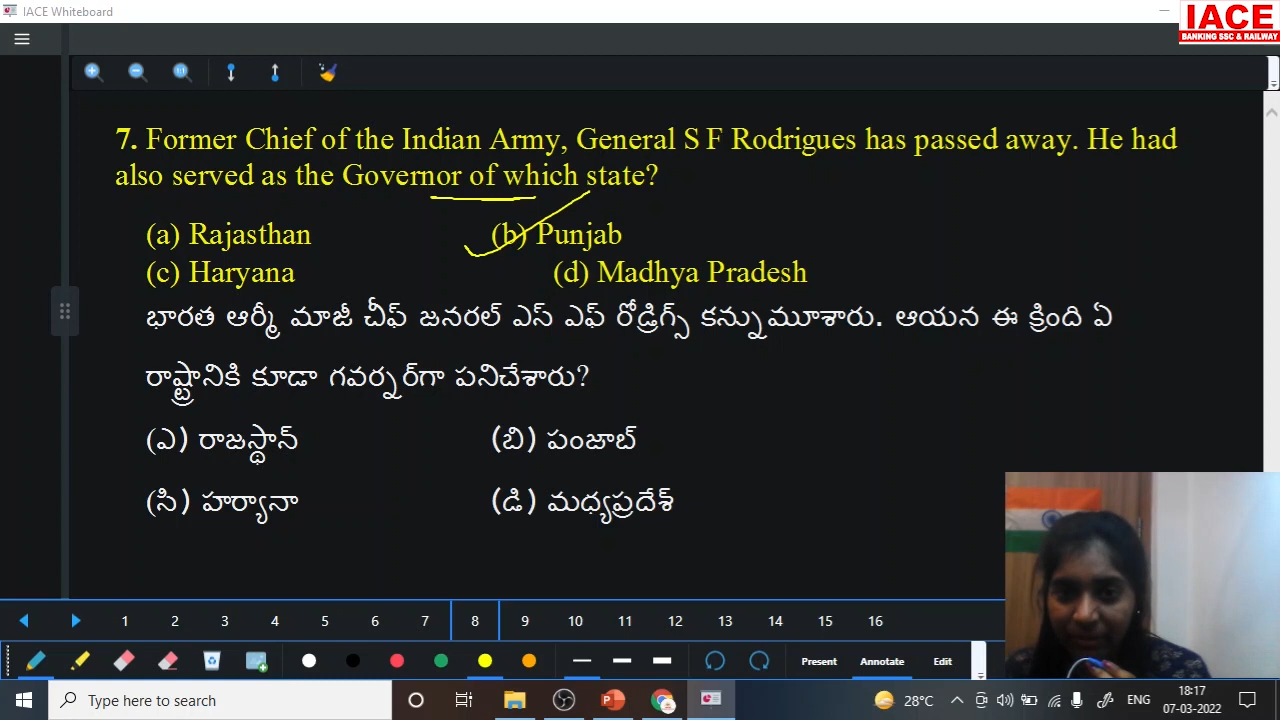 IACE Whiteboard
IACE
BANKING SSC & RAILWAY
7. Former Chief of the Indian Army, General S F Rodrigues has passed away. He had
also served as the Governor of which state?
(a) Rajasthan (b) Punjab
(c) Haryana (d) Madhya Pradesh
భారత ఆర్మీ మాజీ చీఫ్ జనరల్ ఎస్ ఎఫ్ రోడ్రిగ్స్ కన్నుమూశారు. ఆయన ఈ క్రింది ఏ
రాష్ట్రానికి కూడా గవర్నర్‌గా పనిచేశారు?
(ఎ) రాజస్థాన్ (బి) పంజాబ్
(సి) హర్యానా (డి) మధ్యప్రదేశ్
1 2 3 4 5 6 7 8 9 10 11 12 13 14 15 16
Present Annotate Edit
Type here to search
28°C ENG 18:17
07-03-2022